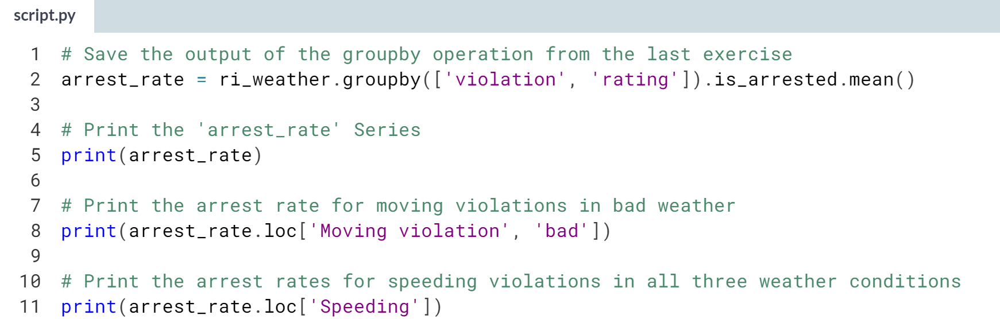 script.py
1 # Save the output of the groupby operation from the last exercise
2 arrest_rate = ri_weather.groupby(['violation', 'rating']).is_arrested.mean()
3
4 # Print the 'arrest_rate' Series
5 print(arrest_rate)
6
7 # Print the arrest rate for moving violations in bad weather
8 print(arrest_rate.loc['Moving violation', 'bad'])
9
10 # Print the arrest rates for speeding violations in all three weather conditions
11 print(arrest_rate.loc['Speeding'])